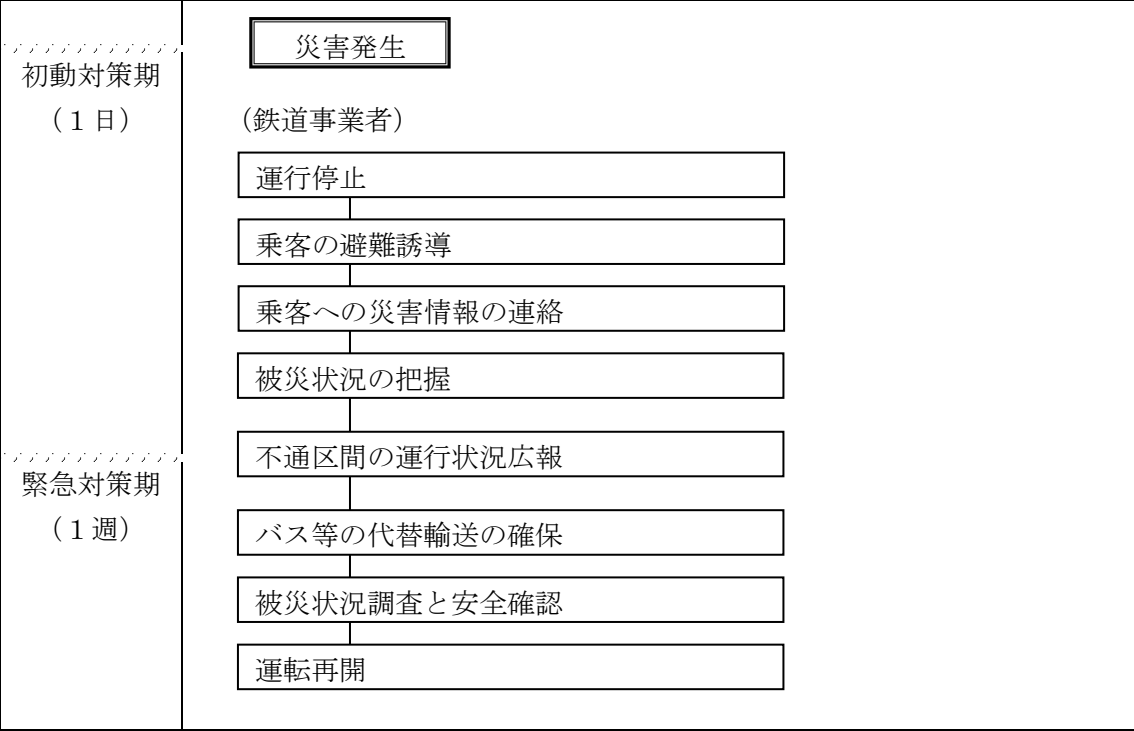 災害発生
初動対策期
（１日）
（鉄道事業者）
運行停止
乗客の避難誘導
乗客への災害情報の連絡
被災状況の把握
不通区間の運行状況広報
緊急対策期
（１週）
バス等の代替輸送の確保
被災状況調査と安全確認
運転再開